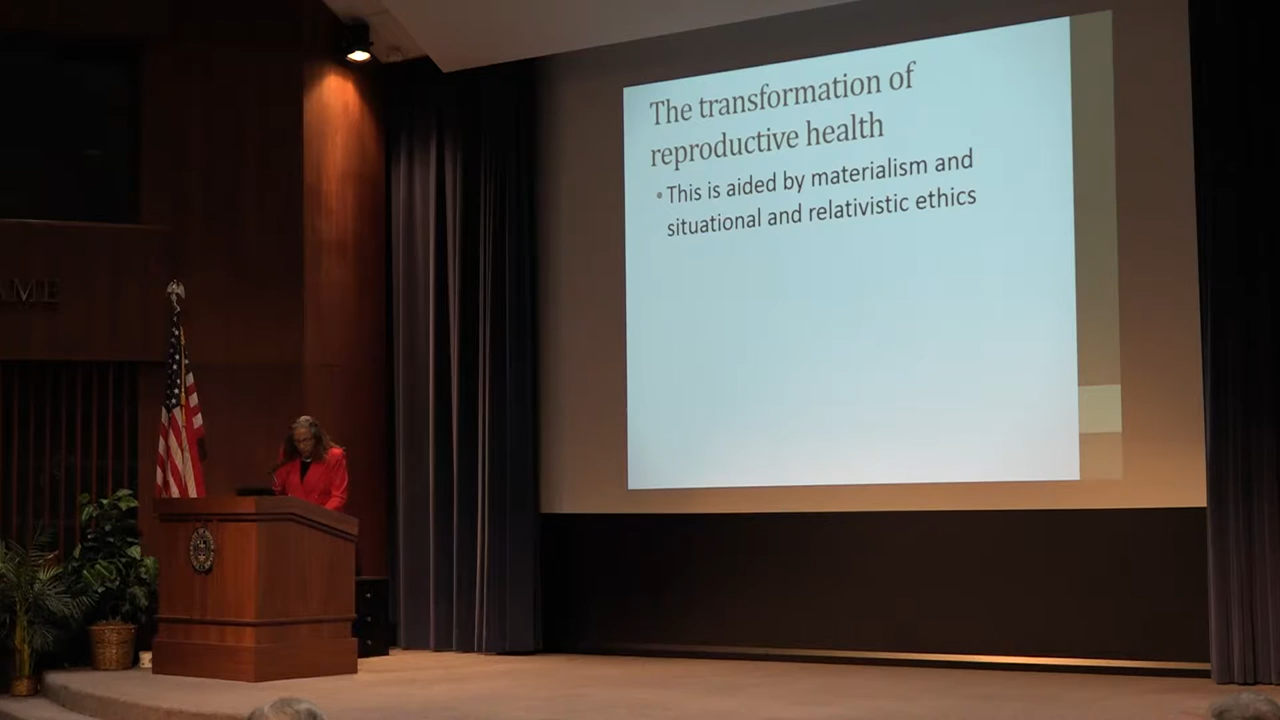 The transformation of
reproductive health
• This is aided by materialism and
situational and relativistic ethics
AME